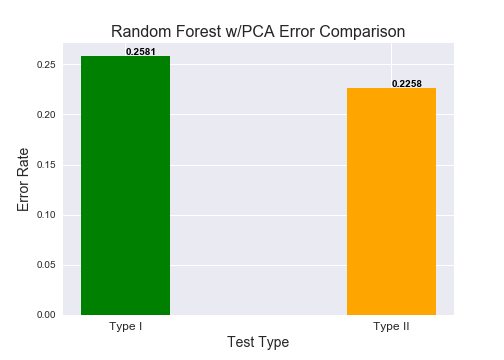 Random Forest w/PCA Error Comparison
0.2581
0.2258
0.25
0.20
0.15
0.10
0.05
0.00
Error Rate
Type I
Type II
Test Type